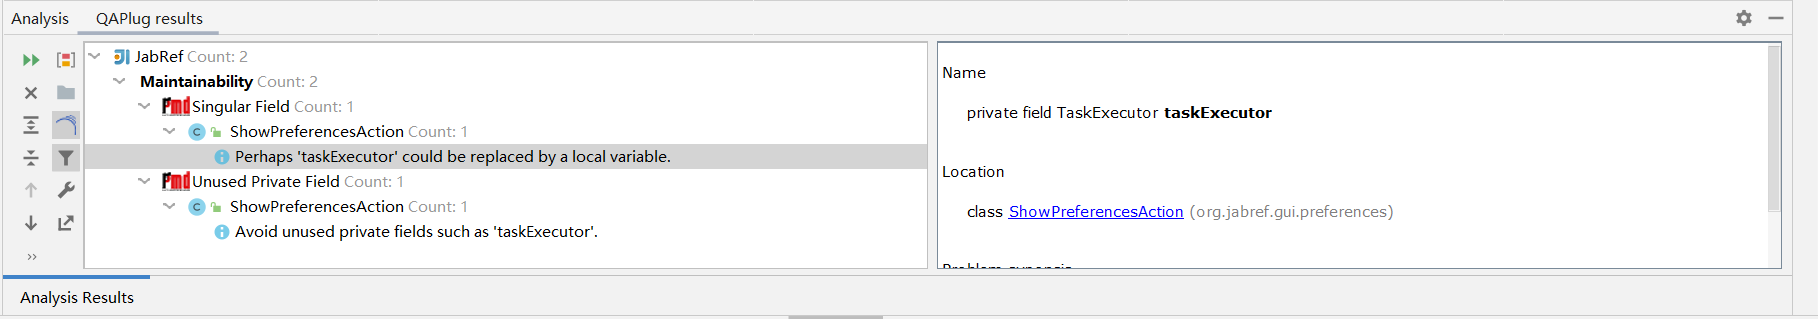 Analysis QAPlug results
JabRef Count: 2
Maintainability Count: 2
Pmd Singular Field Count: 1
C ShowPreferencesAction Count: 1
Perhaps 'taskExecutor' could be replaced by a local variable.
Pmd Unused Private Field Count: 1
C ShowPreferencesAction Count: 1
Avoid unused private fields such as 'taskExecutor'.
Name
private field TaskExecutor taskExecutor
Location
class ShowPreferencesAction (org.jabref.gui.preferences)
Problem synopsis
Analysis Results